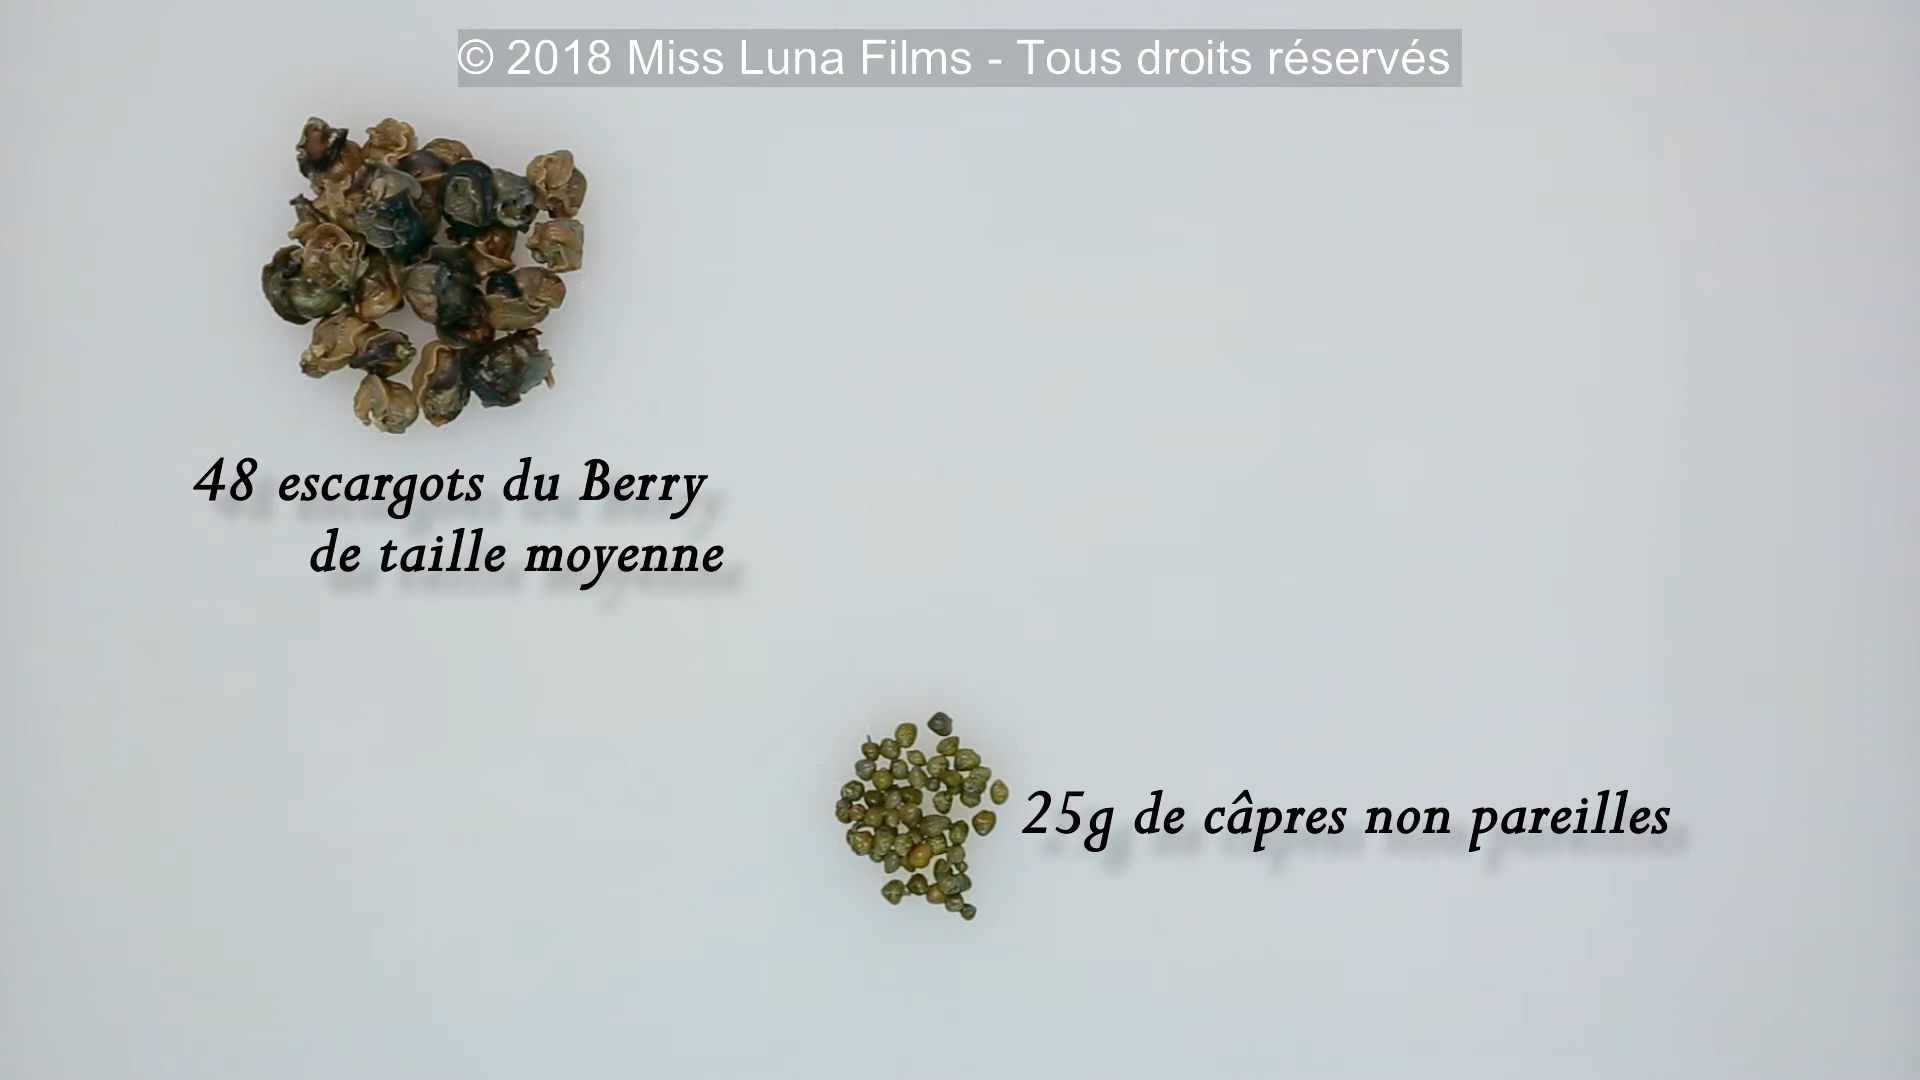 © 2018 Miss Luna Films - Tous droits réservés
48 escargots du Berry
de taille moyenne
25g de câpres non pareilles